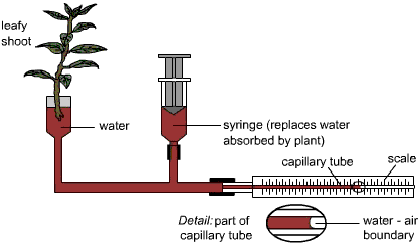 leafy
shoot
water
syringe (replaces water
absorbed by plant)
capillary tube
scale
Detail: part of
capillary tube
water - air
boundary